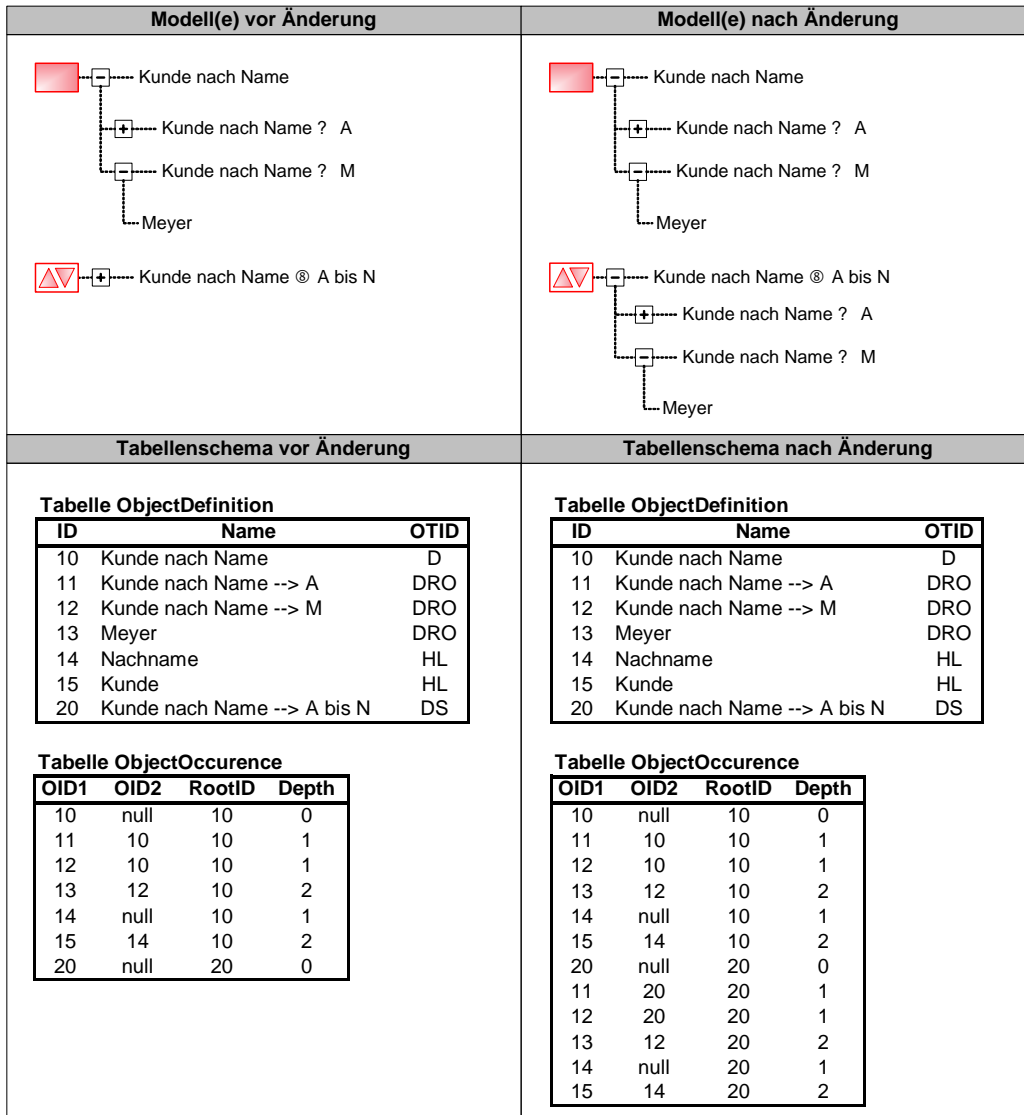 Modell(e) vor Änderung
Modell(e) nach Änderung
Kunde nach Name
Kunde nach Name ? A
Kunde nach Name ? M
Meyer
Kunde nach Name ® A bis N
Kunde nach Name
Kunde nach Name ? A
Kunde nach Name ? M
Meyer
Kunde nach Name ® A bis N
Kunde nach Name ? A
Kunde nach Name ? M
Meyer
Tabellenschema vor Änderung
Tabellenschema nach Änderung
Tabelle ObjectDefinition
ID Name OTID
10 Kunde nach Name D
11 Kunde nach Name --> A DRO
12 Kunde nach Name --> M DRO
13 Meyer DRO
14 Nachname HL
15 Kunde HL
20 Kunde nach Name --> A bis N DS
Tabelle ObjectOccurence
OID1 OID2 RootID Depth
10 null 10 0
11 10 10 1
12 10 10 1
13 12 10 2
14 null 10 1
15 14 10 2
20 null 20 0
Tabelle ObjectDefinition
ID Name OTID
10 Kunde nach Name D
11 Kunde nach Name --> A DRO
12 Kunde nach Name --> M DRO
13 Meyer DRO
14 Nachname HL
15 Kunde HL
20 Kunde nach Name --> A bis N DS
Tabelle ObjectOccurence
OID1 OID2 RootID Depth
10 null 10 0
11 10 10 1
12 10 10 1
13 12 10 2
14 null 10 1
15 14 10 2
20 null 20 0
11 20 20 1
12 20 20 1
13 12 20 2
14 null 20 1
15 14 20 2